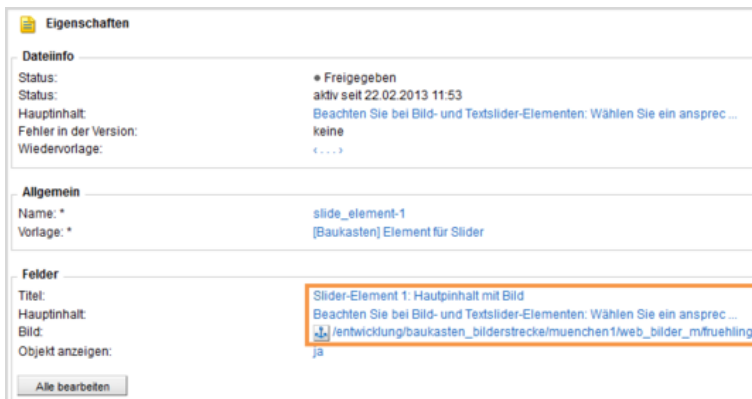 Eigenschaften
Dateiinfo
Status: ● Freigegeben
Status: aktiv seit 22.02.2013 11:53
Hauptinhalt: Beachten Sie bei Bild- und Textslider-Elementen: Wählen Sie ein ansprec ...
Fehler in der Version: keine
Wiedervorlage: ‹ . . . ›
Allgemein
Name: * slide_element-1
Vorlage: * [Baukasten] Element für Slider
Felder
Titel: Slider-Element 1: Hautpinhalt mit Bild
Hauptinhalt: Beachten Sie bei Bild- und Textslider-Elementen: Wählen Sie ein ansprec ...
Bild: /entwicklung/baukasten_bilderstrecke/muenchen1/web_bilder_m/fruehling
Objekt anzeigen: ja
Alle bearbeiten